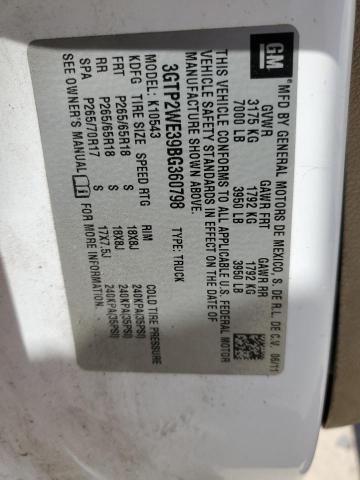 GM
MFD BY GENERAL MOTORS DE MEXICO, S. DE R.L. DE C.V. 06/11
GVWR GAWR FRT GAWR RR
3175 KG 1792 KG 1792 KG
7000 LB 3950 LB 3950 LB
THIS VEHICLE CONFORMS TO ALL APPLICABLE U.S. FEDERAL MOTOR
VEHICLE SAFETY STANDARDS IN EFFECT ON THE DATE OF
MANUFACTURE SHOWN ABOVE.
3GTP2WE39BG360798 TYPE: TRUCK
MODEL: K10543
KDFG TIRE SIZE SPEED RTG RIM COLD TIRE PRESSURE
FRT P265/65R18 S 18X8J 240KPA(35PSI)
RR P265/65R18 S 18X8J 240KPA(35PSI)
SPA P265/70R17 S 17X7.5J 240KPA(35PSI)
SEE OWNER'S MANUAL FOR MORE INFORMATION.